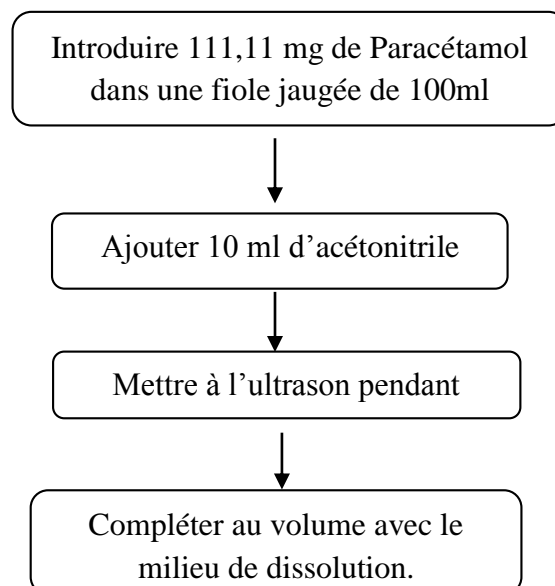 Introduire 111,11 mg de Paracétamol
dans une fiole jaugée de 100ml
Ajouter 10 ml d’acétonitrile
Mettre à l’ultrason pendant
Compléter au volume avec le
milieu de dissolution.